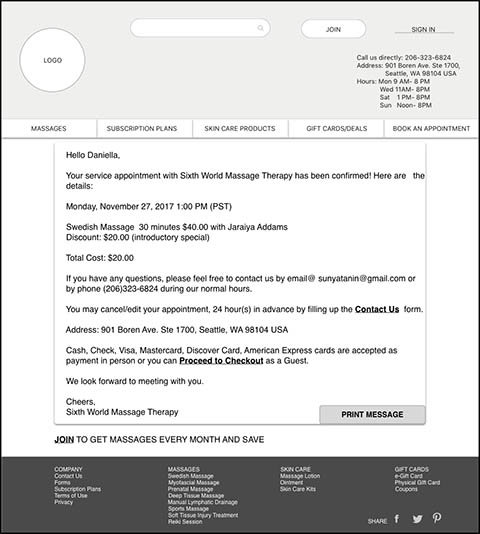 LOGO
JOIN
SIGN IN
Call us directly: 206-323-6824
Address: 901 Boren Ave. Ste 1700,
Seattle, WA 98104 USA
Hours: Mon 9 AM- 8 PM
Wed 11AM- 8PM
Sat 1 PM- 8PM
Sun Noon- 8PM
MASSAGES
SUBSCRIPTION PLANS
SKIN CARE PRODUCTS
GIFT CARDS/DEALS
BOOK AN APPOINTMENT
Hello Daniella,
Your service appointment with Sixth World Massage Therapy has been confirmed! Here are the
details:
Monday, November 27, 2017 1:00 PM (PST)
Swedish Massage 30 minutes $40.00 with Jaraiya Addams
Discount: $20.00 (introductory special)
Total Cost: $20.00
If you have any questions, please feel free to contact us by email@ sunyatanin@gmail.com or
by phone (206)323-6824 during our normal hours.
You may cancel/edit your appointment, 24 hour(s) in advance by filling up the Contact Us form.
Address: 901 Boren Ave. Ste 1700, Seattle, WA 98104 USA
Cash, Check, Visa, Mastercard, Discover Card, American Express cards are accepted as
payment in person or you can Proceed to Checkout as a Guest.
We look forward to meeting with you.
Cheers,
Sixth World Massage Therapy
PRINT MESSAGE
JOIN TO GET MASSAGES EVERY MONTH AND SAVE
COMPANY
Contact Us
Forms
Subscription Plans
Terms of Use
Privacy
MASSAGES
Swedish Massage
Myofascial Massage
Prenatal Massage
Deep Tissue Massage
Manual Lymphatic Drainage
Sports Massage
Soft Tissue Injury Treatment
Reiki Session
SKIN CARE
Massage Lotion
Ointment
Skin Care Kits
GIFT CARDS
e-Gift Card
Physical Gift Card
Coupons
SHARE